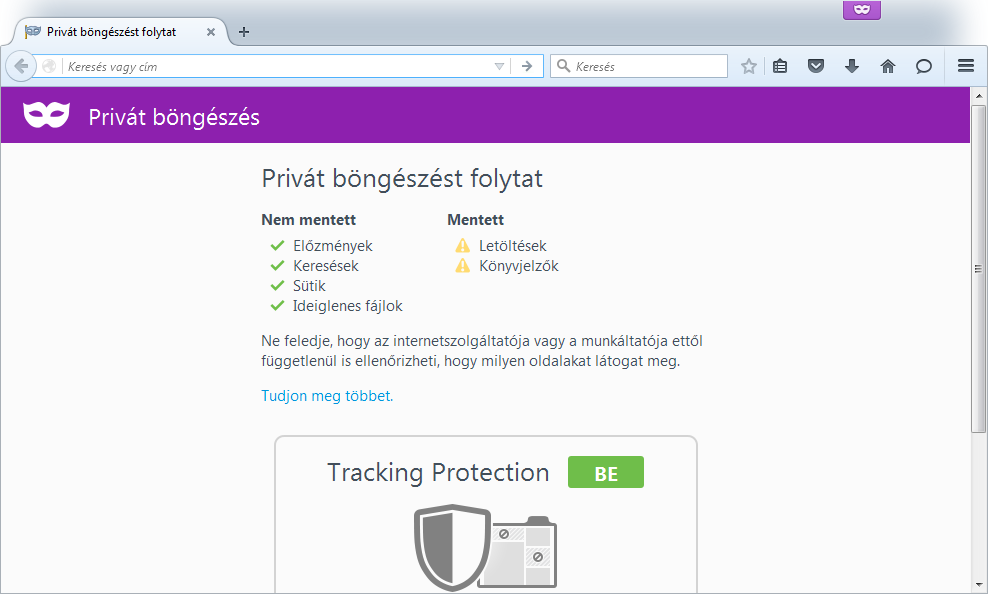 Privát böngészést folytat
Keresés vagy cím
Keresés
Privát böngészés
Privát böngészést folytat
Nem mentett
Mentett
Előzmények
Letöltések
Keresések
Könyvjelzők
Sütik
Ideiglenes fájlok
Ne feledje, hogy az internetszolgáltatója vagy a munkáltatója ettől
függetlenül is ellenőrizheti, hogy milyen oldalakat látogat meg.
Tudjon meg többet.
Tracking Protection
BE